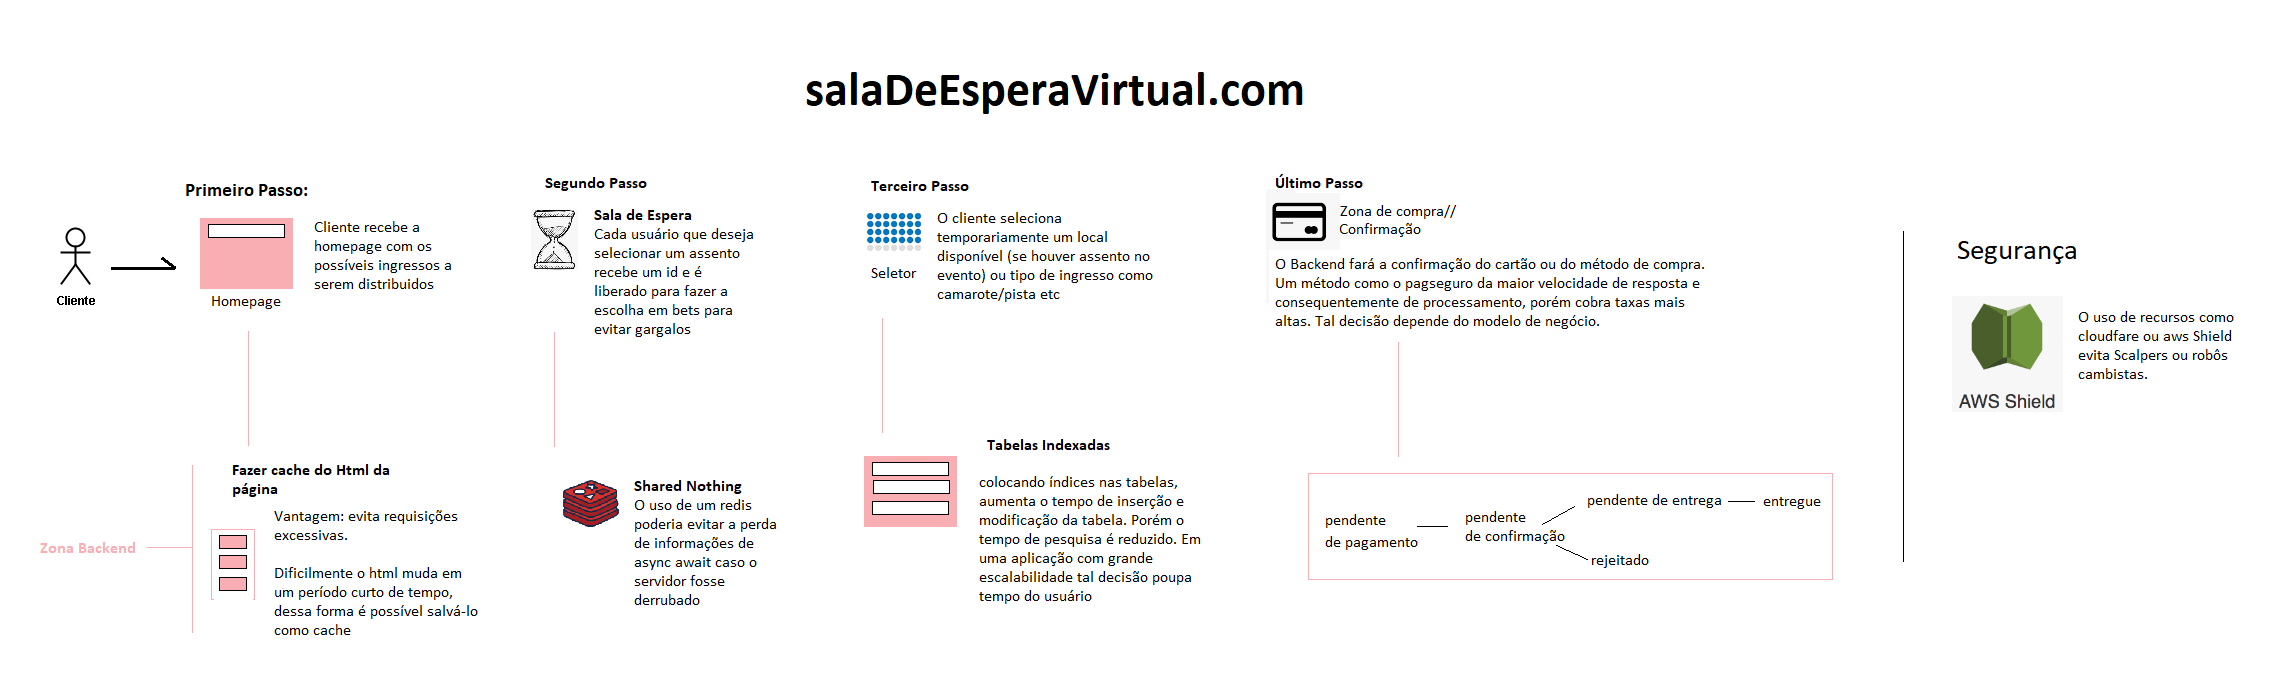 salaDeEsperaVirtual.com
Primeiro Passo:
Cliente
Homepage
Cliente recebe a
homepage com os
possíveis ingressos a
serem distribuidos
Segundo Passo
Sala de Espera
Cada usuário que deseja
selecionar um assento
recebe um id e é
liberado para fazer a
escolha em bets para
evitar gargalos
Terceiro Passo
Seletor
O cliente seleciona
temporariamente um local
disponível (se houver assento no
evento) ou tipo de ingresso como
camarote/pista etc
Último Passo
Zona de compra//
Confirmação
O Backend fará a confirmação do cartão ou do método de compra.
Um método como o pagseguro da maior velocidade de resposta e
consequentemente de processamento, porém cobra taxas mais
altas. Tal decisão depende do modelo de negócio.
Segurança
AWS Shield
O uso de recursos como
cloudfare ou aws Shield
evita Scalpers ou robôs
cambistas.
Zona Backend
Fazer cache do Html da
página
Vantagem: evita requisições
excessivas.
Dificilmente o html muda em
um período curto de tempo,
dessa forma é possível salvá-lo
como cache
Shared Nothing
O uso de um redis
poderia evitar a perda
de informações de
async await caso o
servidor fosse
derrubado
Tabelas Indexadas
colocando índices nas tabelas,
aumenta o tempo de inserção e
modificação da tabela. Porém o
tempo de pesquisa é reduzido. Em
uma aplicação com grande
escalabilidade tal decisão poupa
tempo do usuário
pendente
de pagamento
pendente
de confirmação
pendente de entrega
entregue
rejeitado